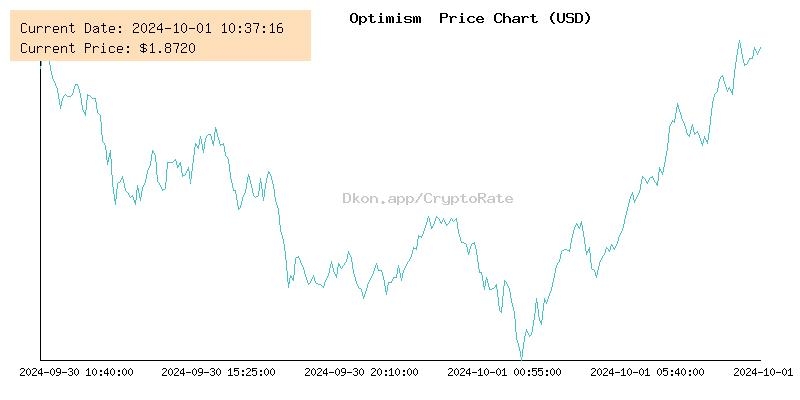 Optimism  Price Chart (USD)
Current Date: 2024-10-01 10:37:16
Current Price: $1.8720
Dkon.app/CryptoRate
2024-09-30 10:40:00 2024-09-30 15:25:00 2024-09-30 20:10:00 2024-10-01 00:55:00 2024-10-01 05:40:00 2024-10-01